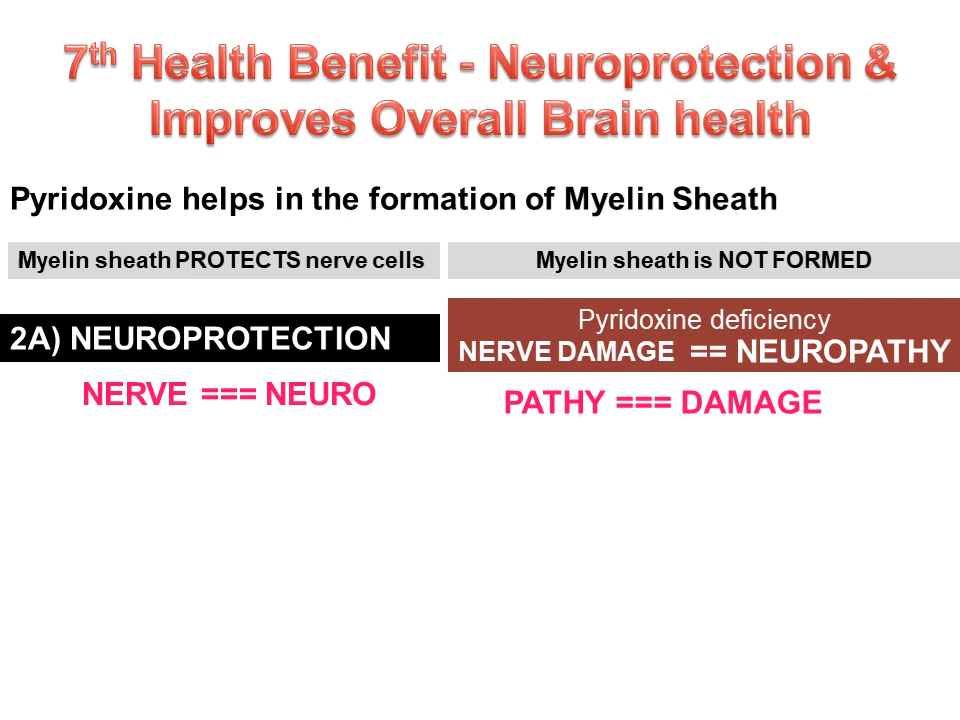 7th Health Benefit - Neuroprotection &
Improves Overall Brain health
Pyridoxine helps in the formation of Myelin Sheath
Myelin sheath PROTECTS nerve cells
Myelin sheath is NOT FORMED
2A) NEUROPROTECTION
Pyridoxine deficiency
NERVE DAMAGE == NEUROPATHY
NERVE === NEURO
PATHY === DAMAGE